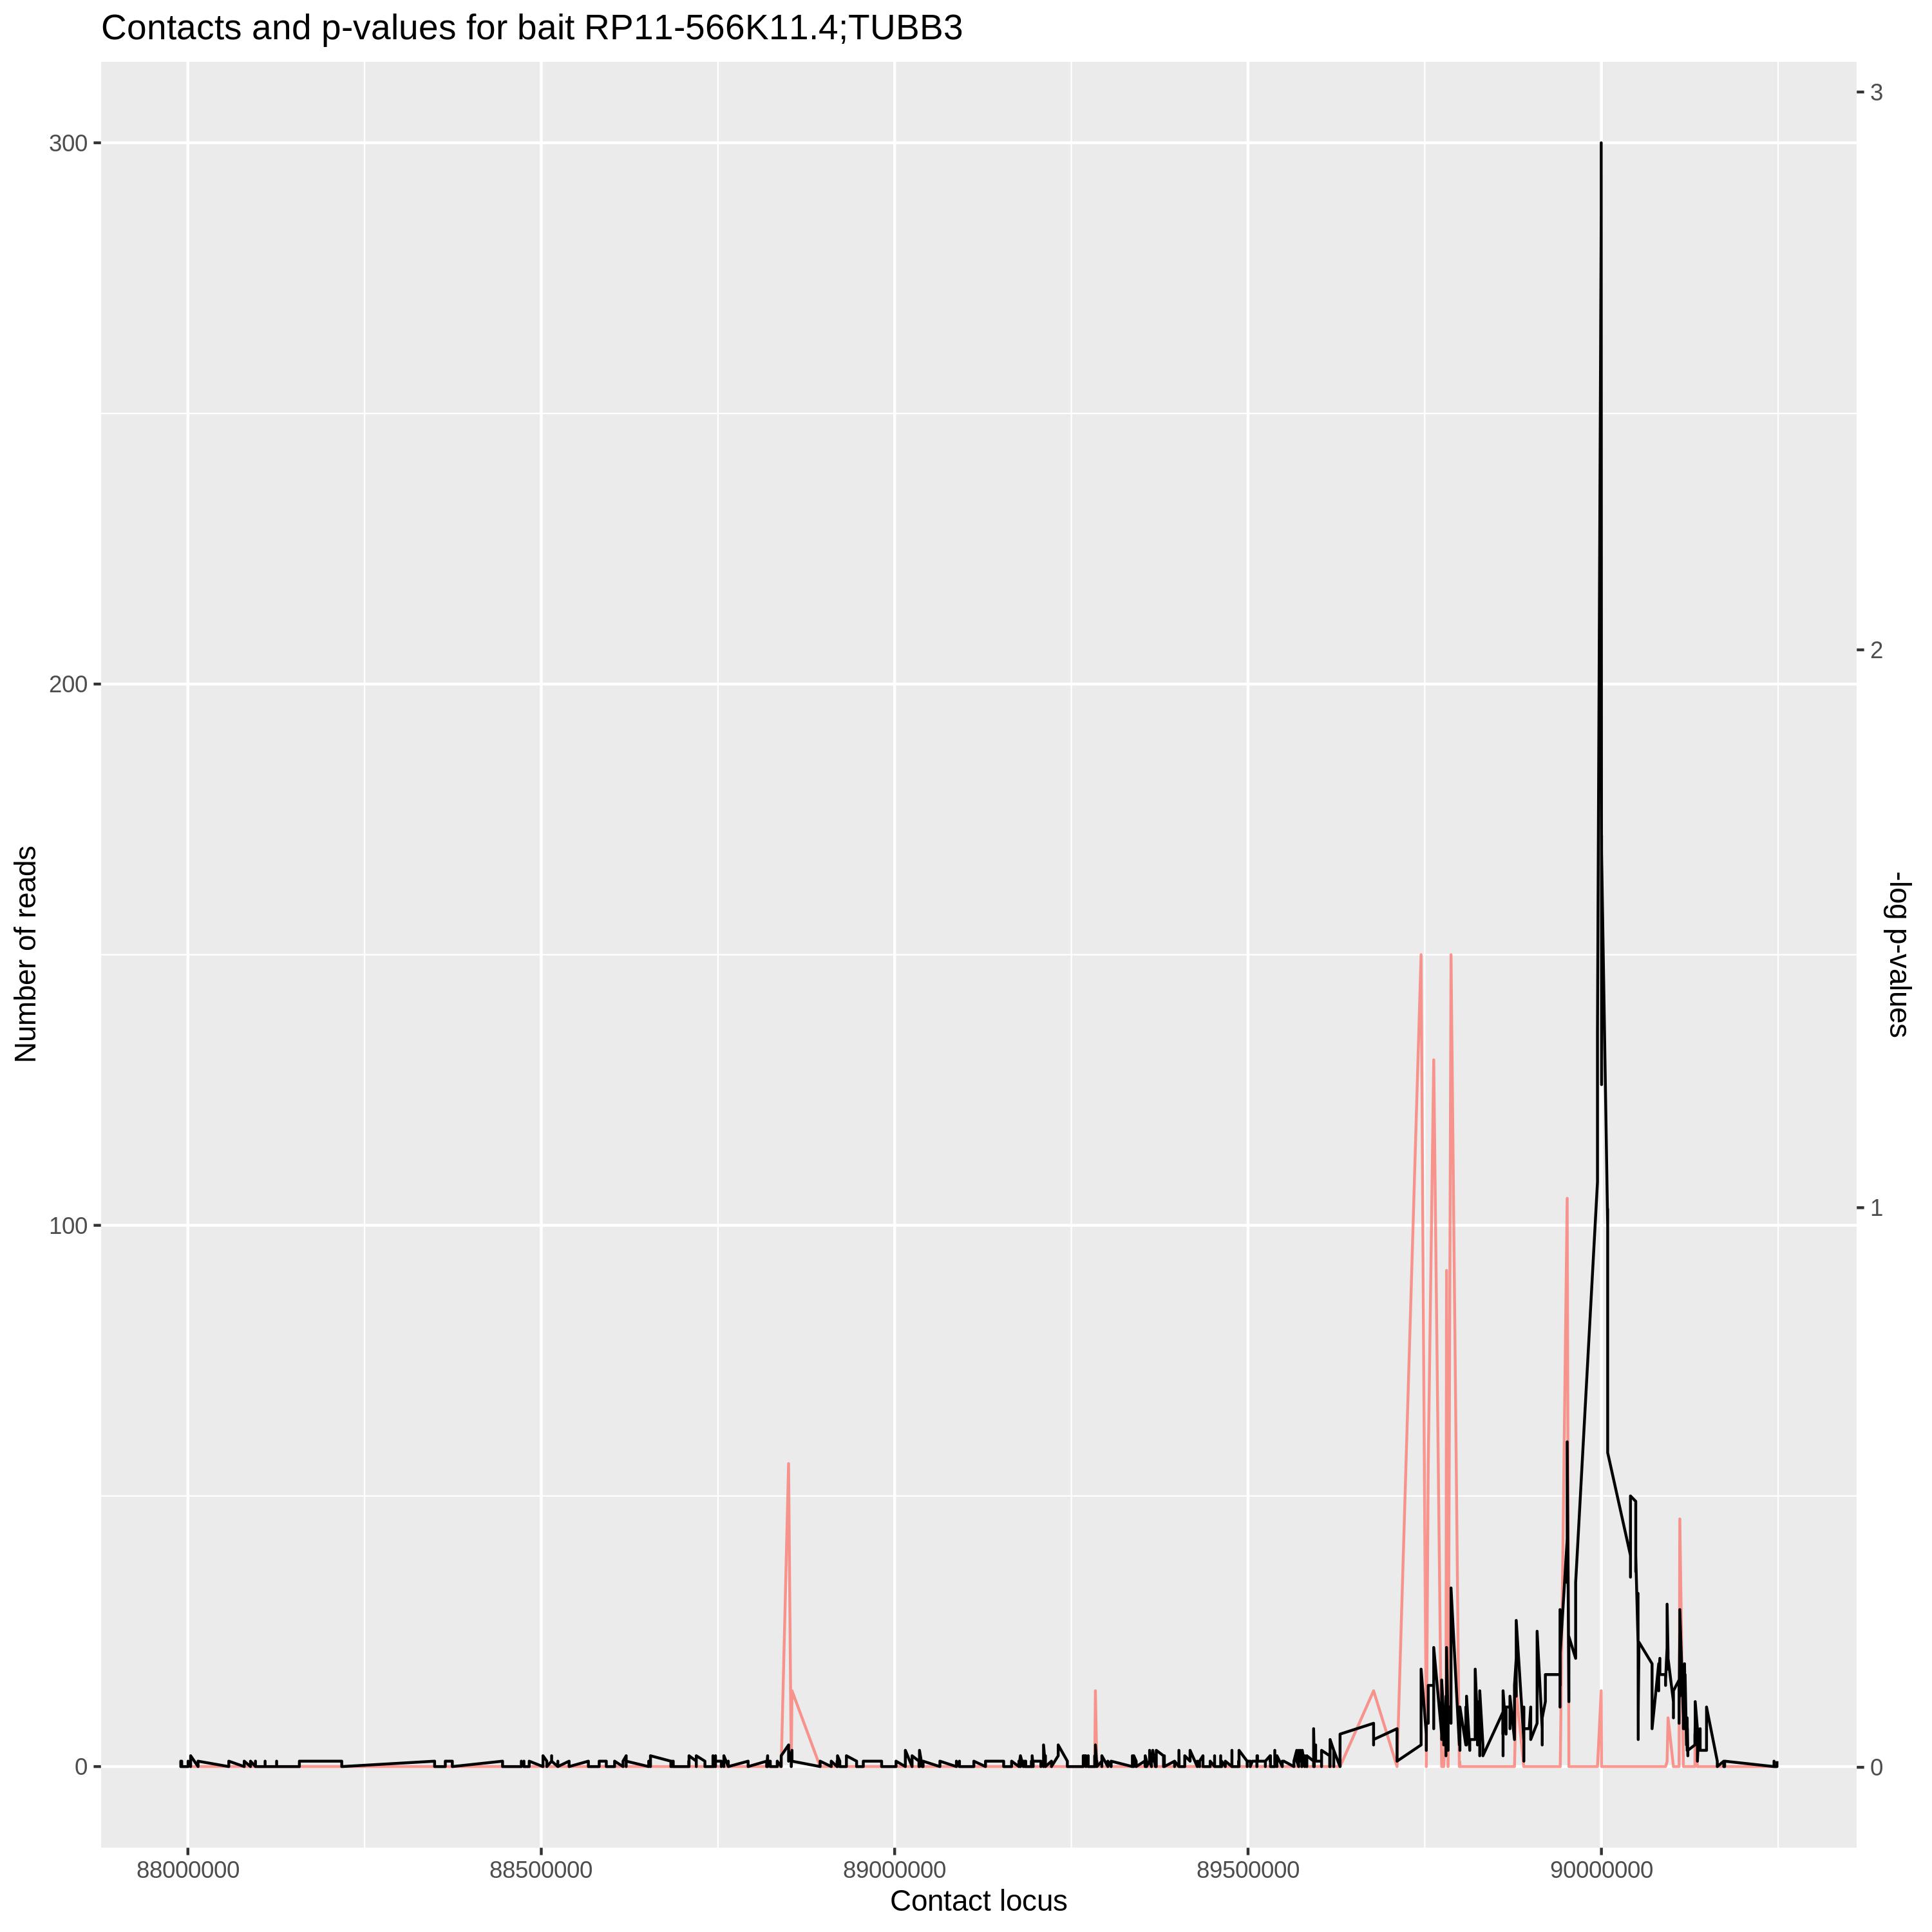 Contacts and p-values for bait RP11-566K11.4;TUBB3
Number of reads
300
200
100
0
3
2
1
0
-log p-values
88000000 88500000 89000000 89500000 90000000
Contact locus